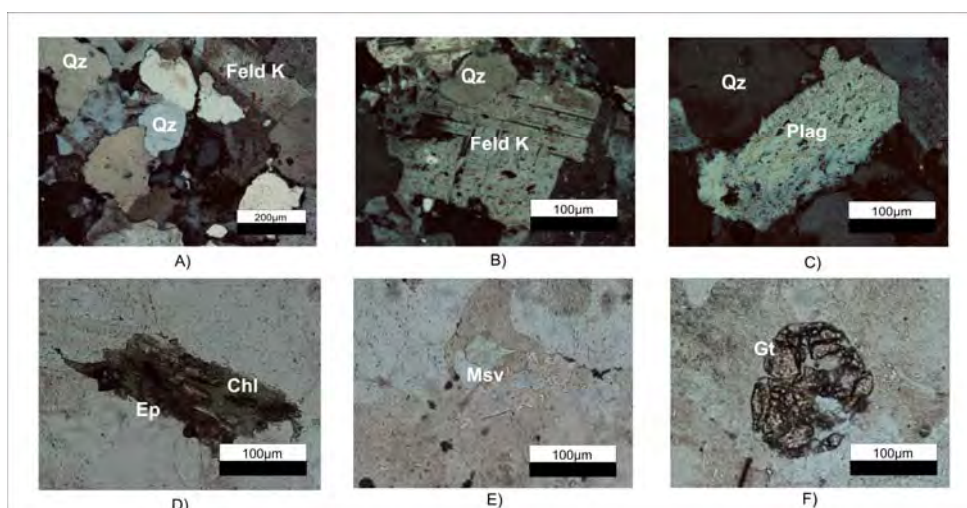 Qz
Feld K
Qz
200µm
A)
Qz
Feld K
100µm
B)
Qz
Plag
100µm
C)
Chl
Ep
100µm
D)
Msv
100µm
E)
Gt
100µm
F)